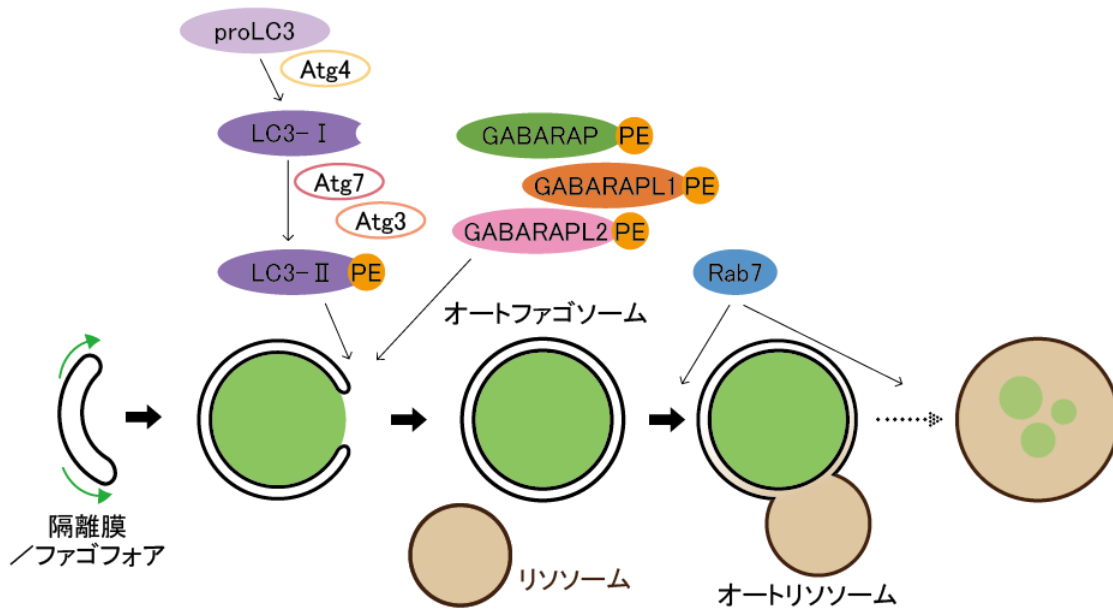 proLC3
Atg4
LC3-Ⅰ
Atg7
Atg3
LC3-Ⅱ PE
GABARAP PE
GABARAPL1 PE
GABARAPL2 PE
Rab7
オートファゴソーム
隔離膜
／ファゴフォア
リソソーム
オートリソソーム